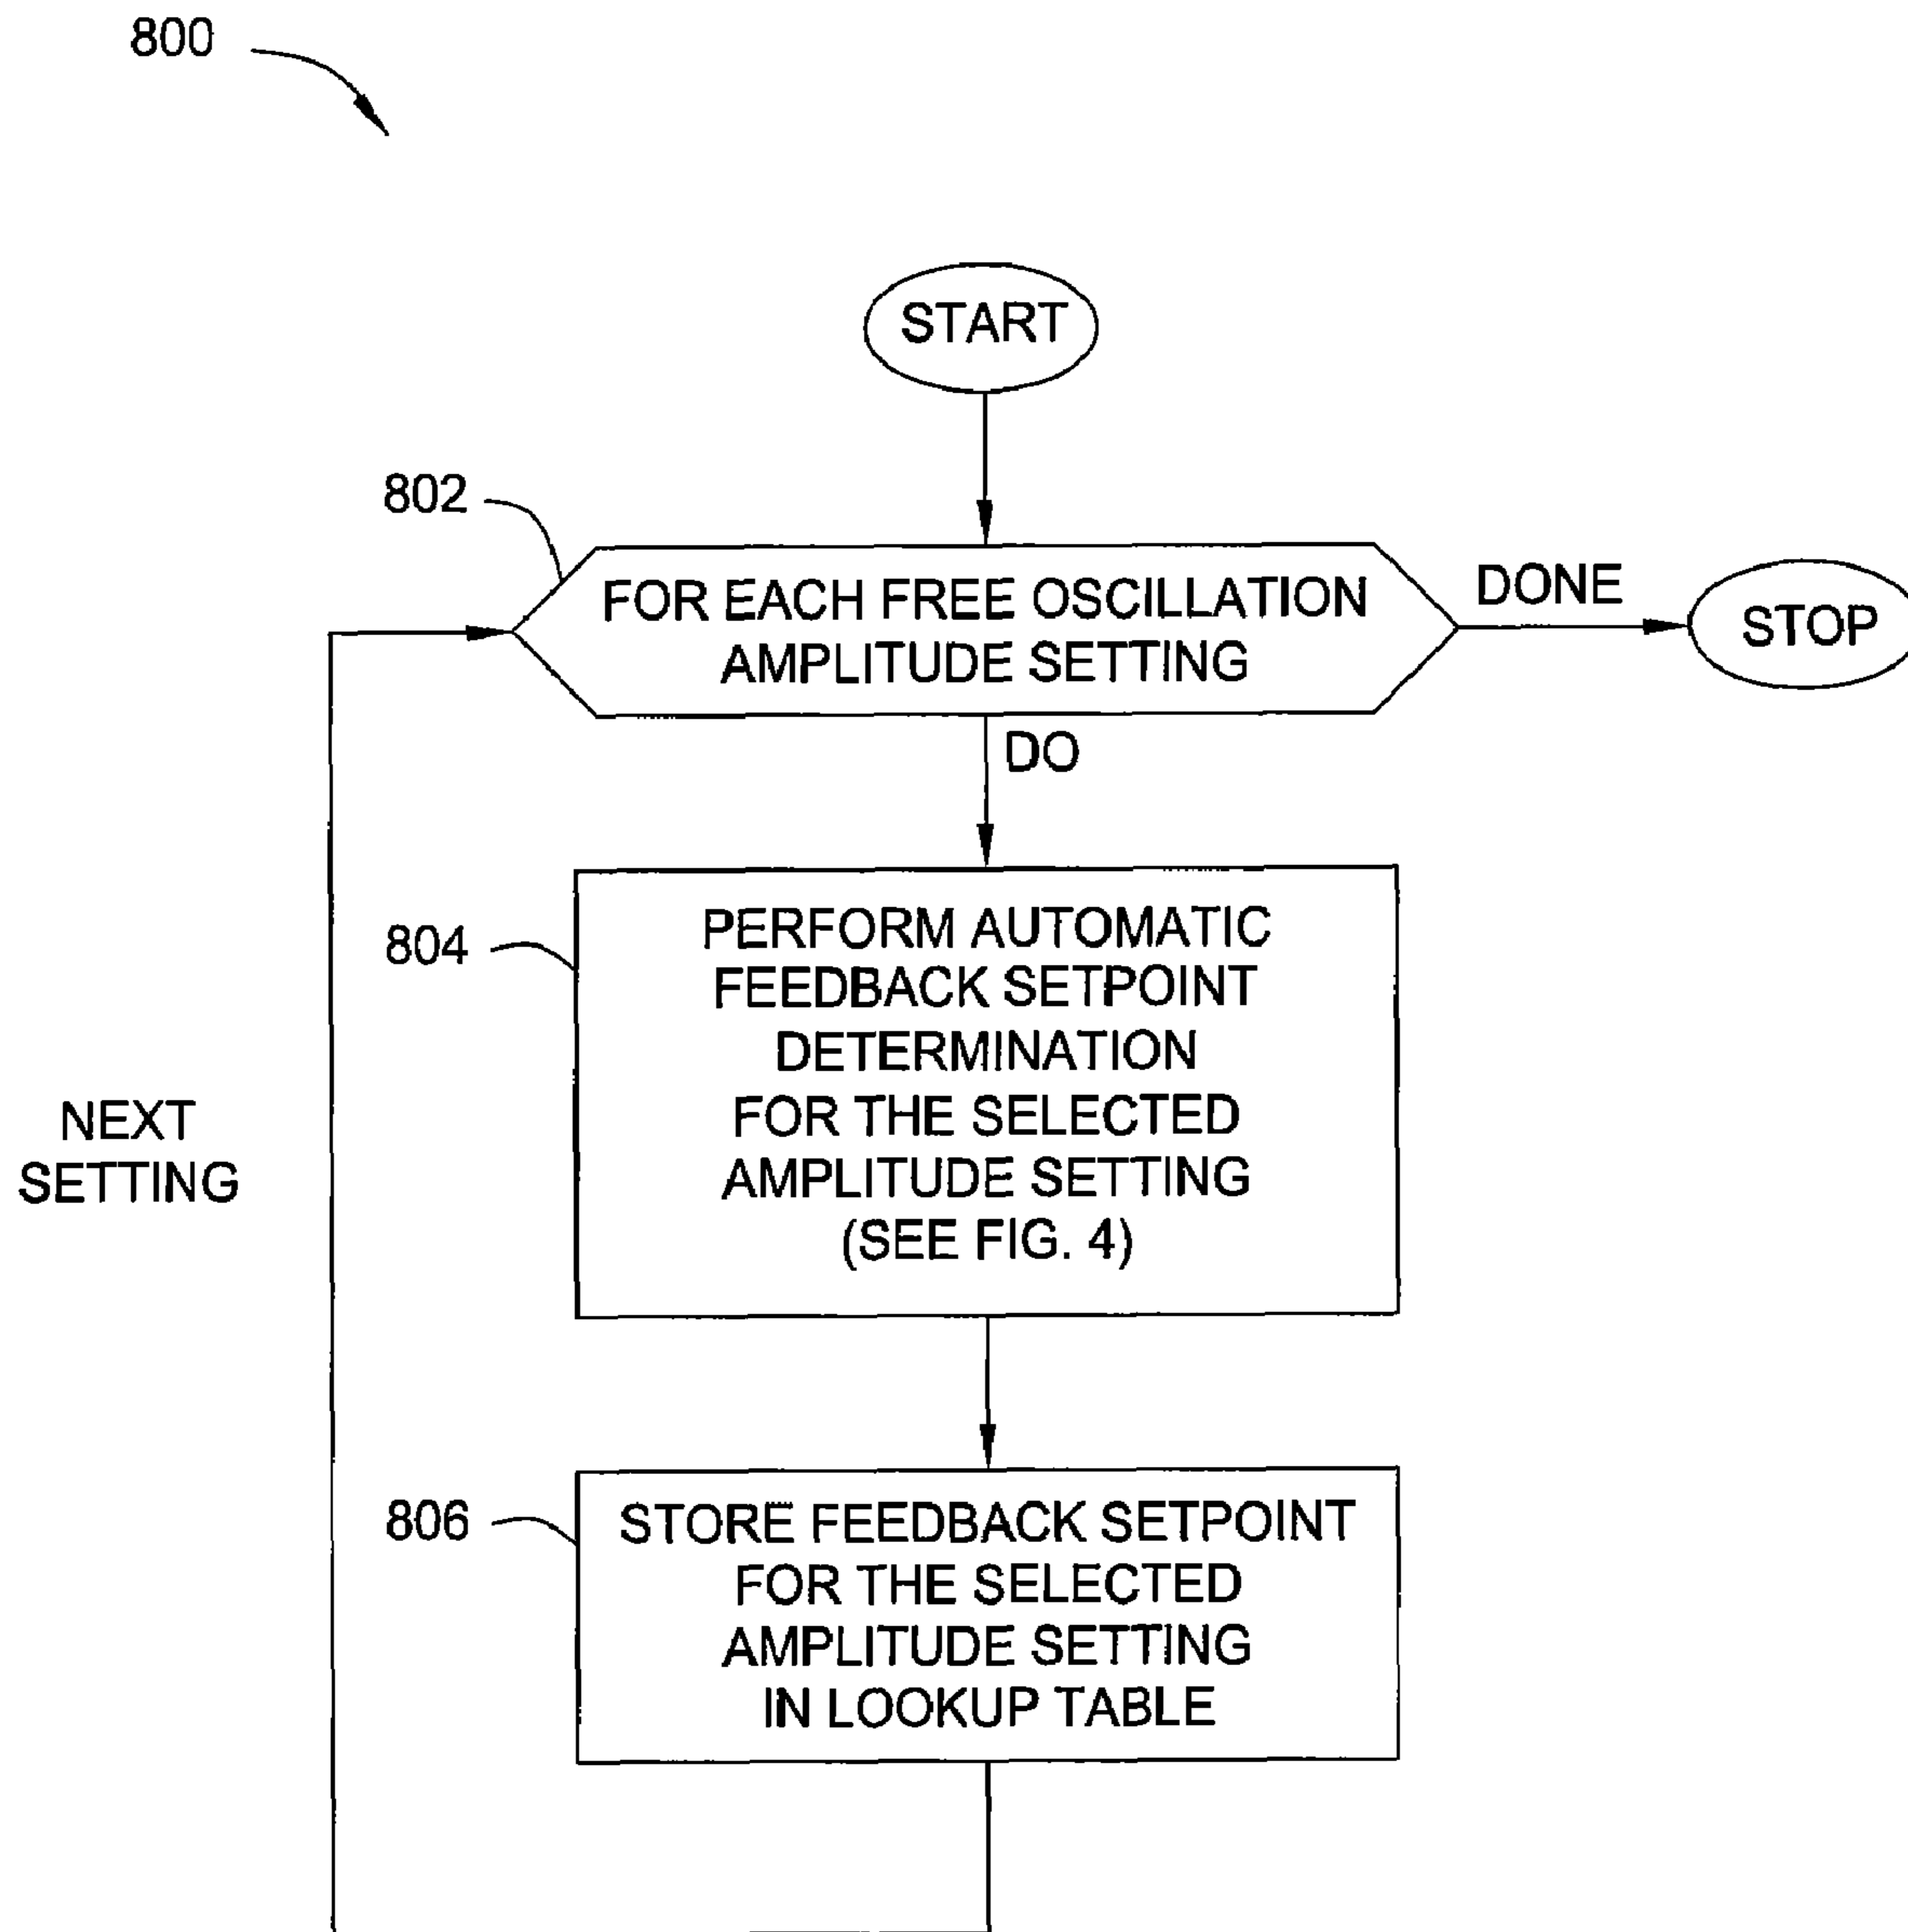 800
START
802
FOR EACH FREE OSCILLATION
AMPLITUDE SETTING
DONE
STOP
DO
804
PERFORM AUTOMATIC
FEEDBACK SETPOINT
DETERMINATION
FOR THE SELECTED
AMPLITUDE SETTING
(SEE FIG. 4)
NEXT
SETTING
806
STORE FEEDBACK SETPOINT
FOR THE SELECTED
AMPLITUDE SETTING
IN LOOKUP TABLE